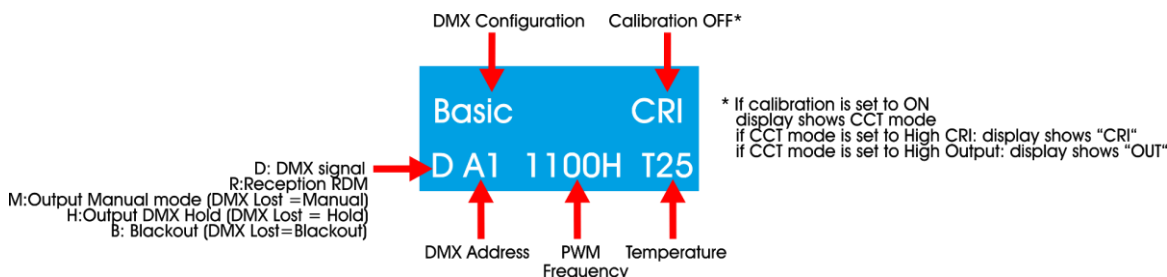 DMX Configuration
Calibration OFF*
Basic
CRI
D A1
1100H
T25
* If calibration is set to ON
display shows CCT mode
if CCT mode is set to High CRI: display shows “CRI”
if CCT mode is set to High Output: display shows “OUT“
D: DMX signal
R:Reception RDM
M:Output Manual mode (DMX Lost =Manual)
H:Output DMX Hold (DMX Lost = Hold)
B: Blackout (DMX Lost=Blackout)
DMX Address
PWM
Frequency
Temperature